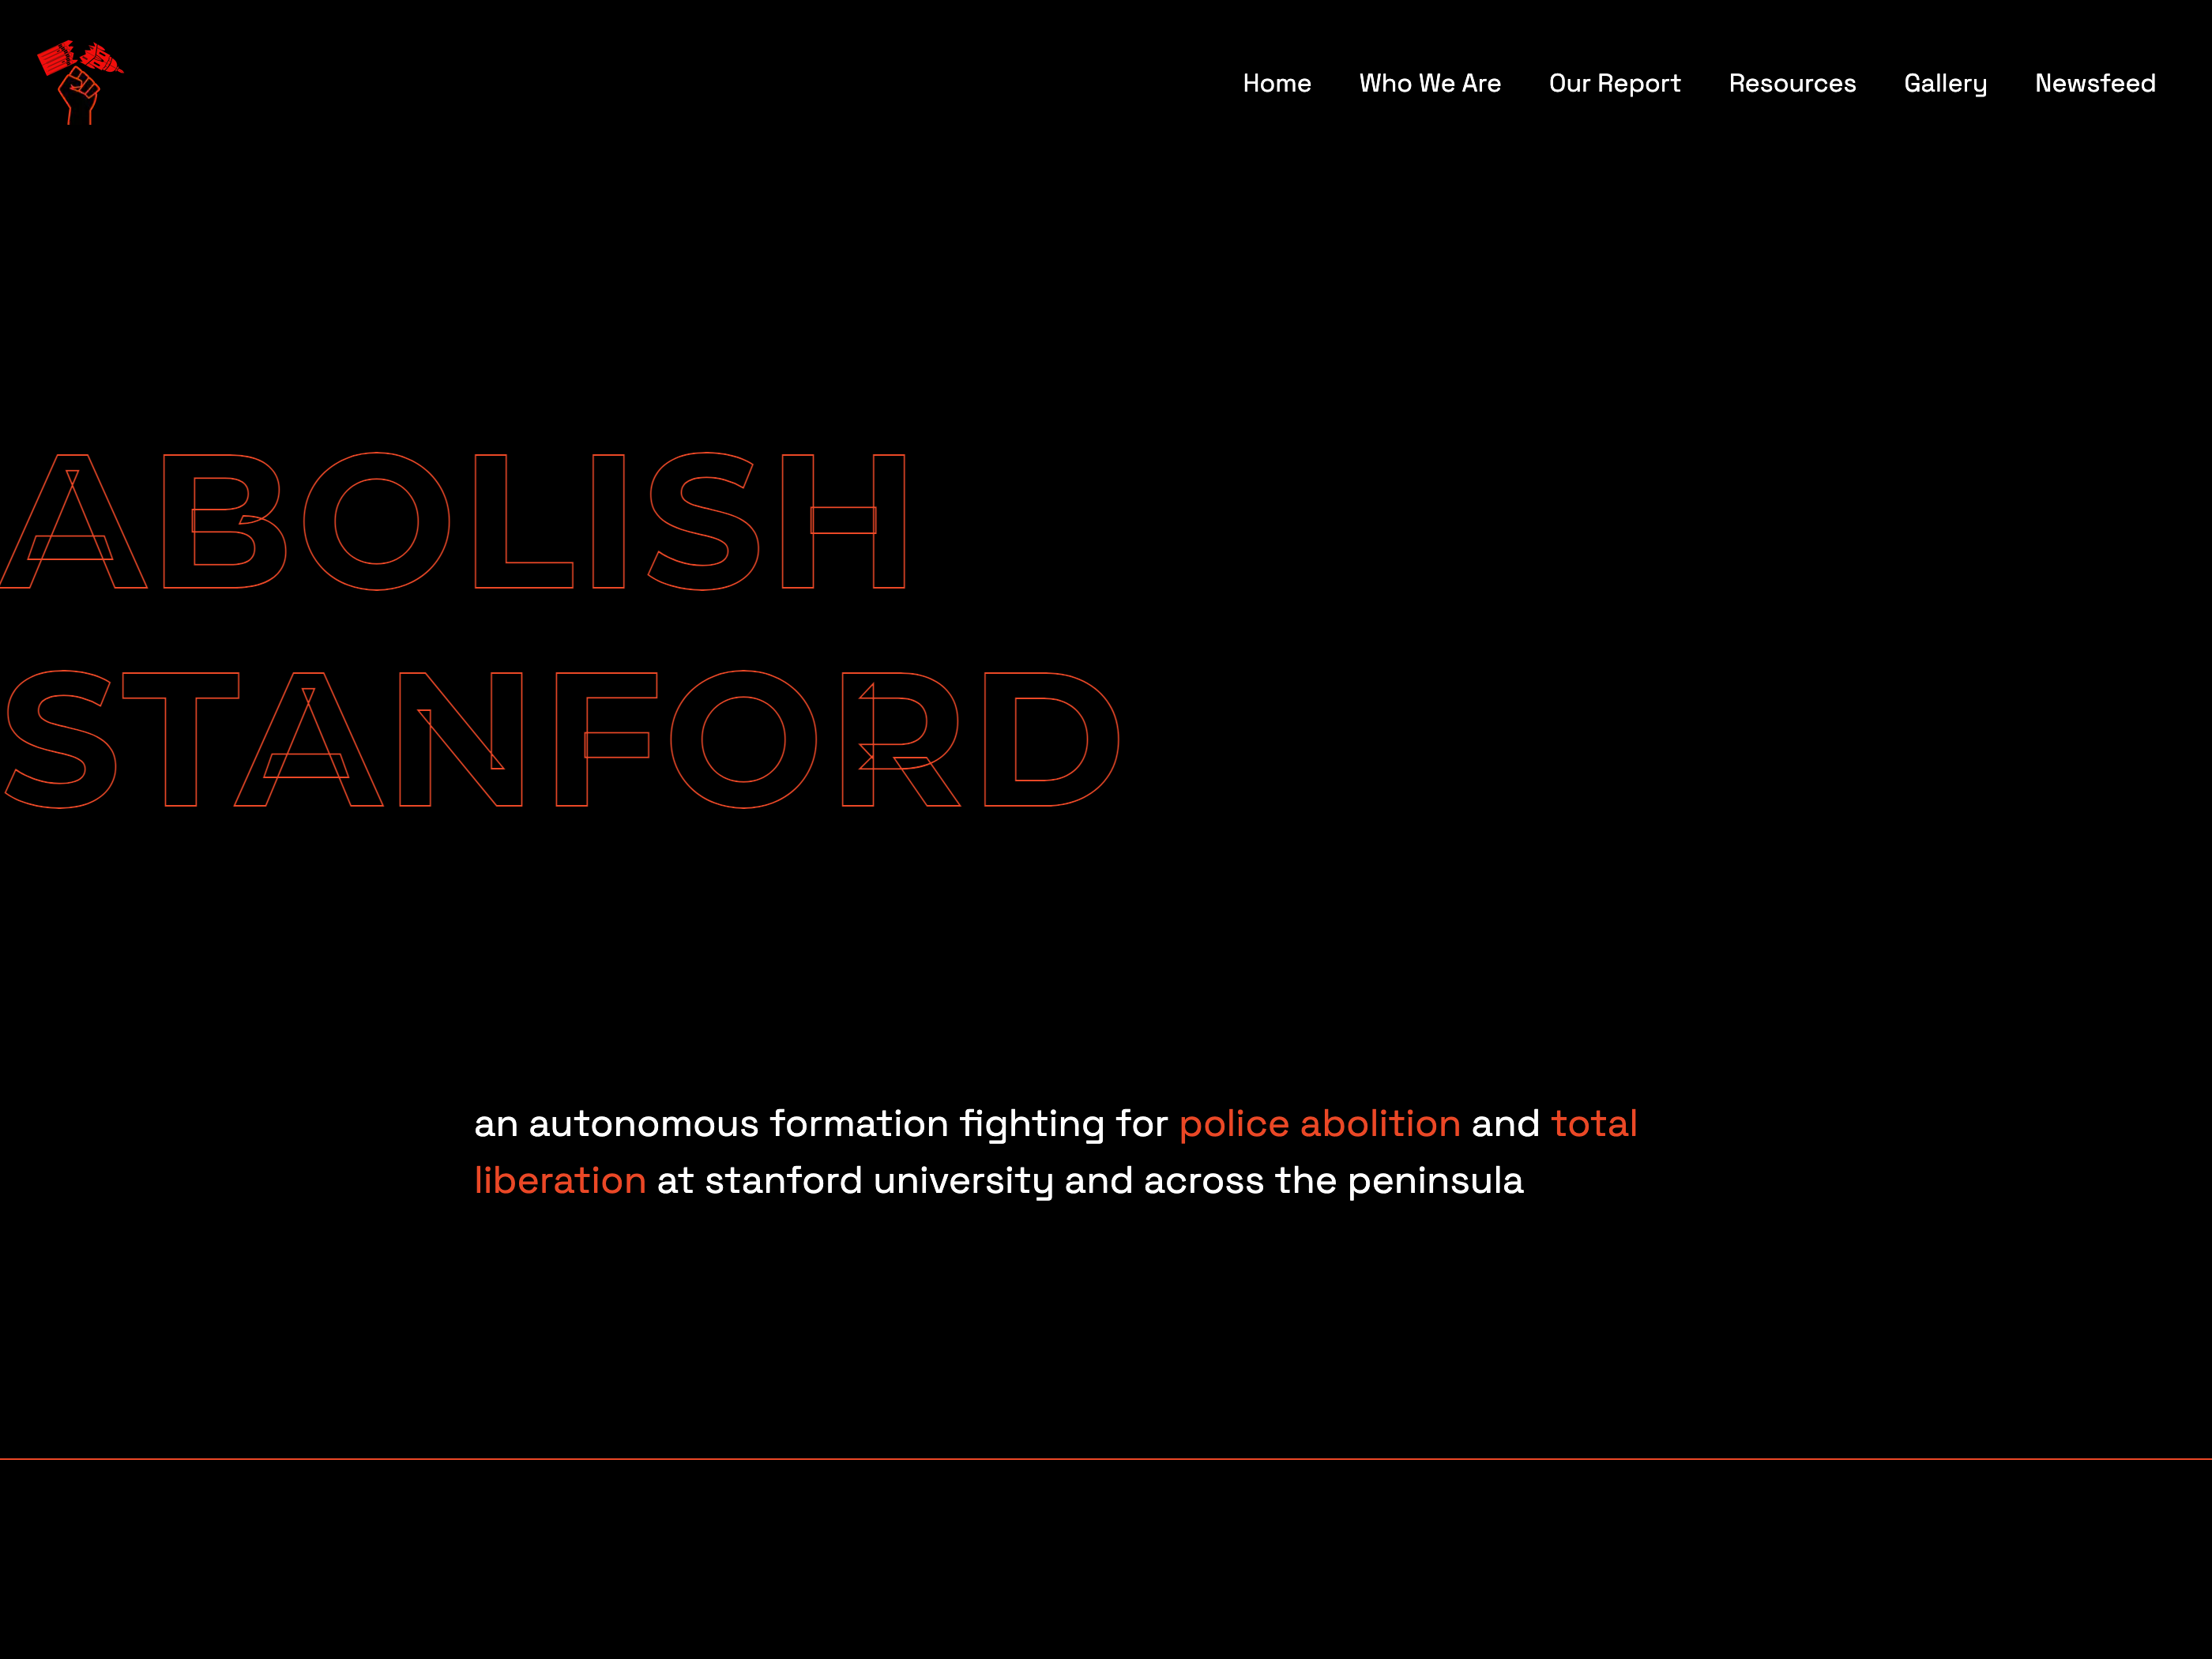 Home Who We Are Our Report Resources Gallery Newsfeed
ABOLISH
STANFORD
an autonomous formation fighting for police abolition and total
liberation at stanford university and across the peninsula